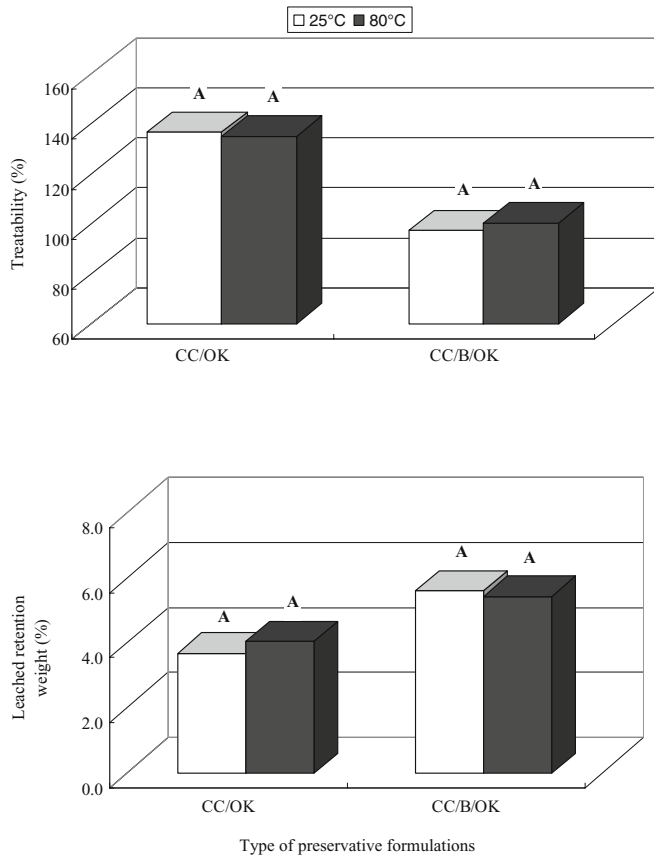 25°C 80°C
Treatability (%)
160
140
120
100
80
60
A
A
A
A
CC/OK
CC/B/OK
Leached retention
weight (%)
8.0
6.0
4.0
2.0
0.0
A
A
A
A
CC/OK
CC/B/OK
Type of preservative formulations